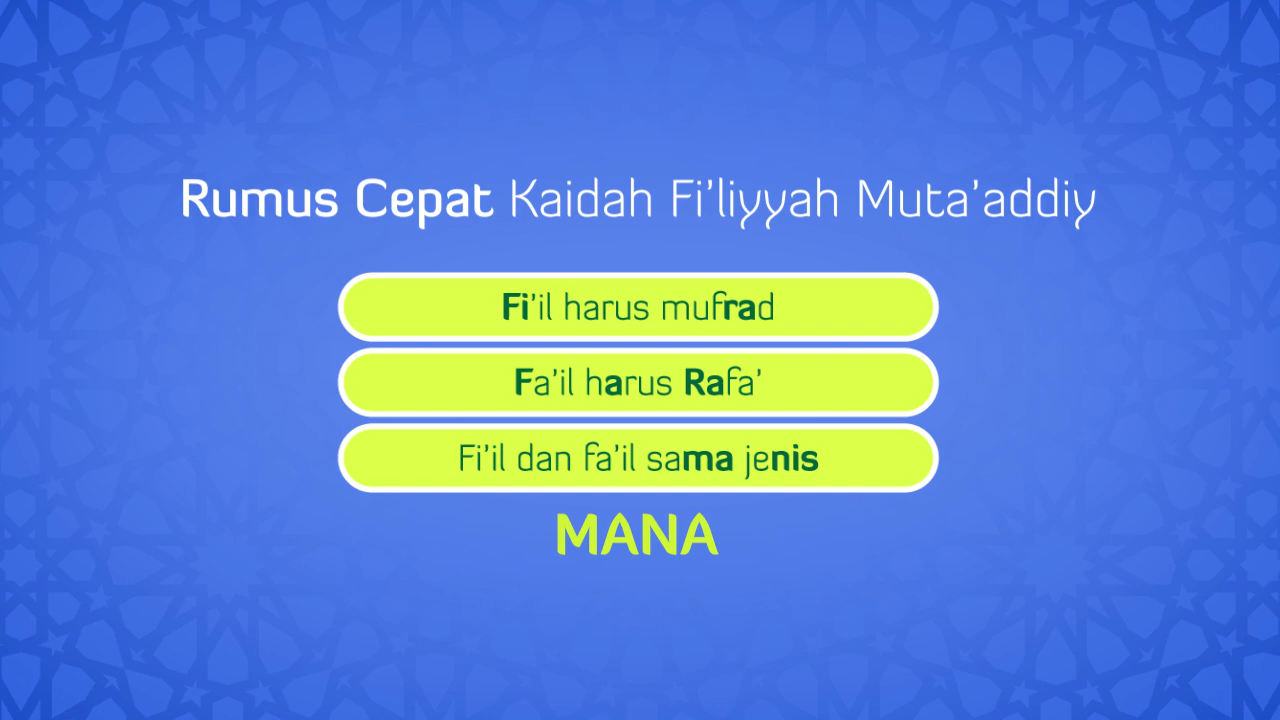 Rumus Cepat Kaidah Fi’liyyah Muta’addiy
Fi’il harus mufrad
Fa’il harus Rafa’
Fi’il dan fa’il sama jenis
MANA